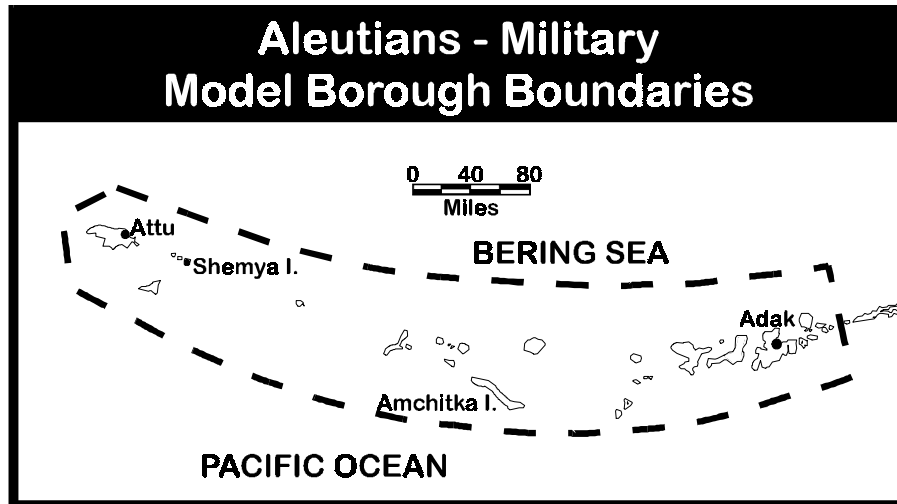 Aleutians - Military
Model Borough Boundaries
0 40 80
Miles
Attu
BERING SEA
Shemya I.
Adak
Amchitka I.
PACIFIC OCEAN